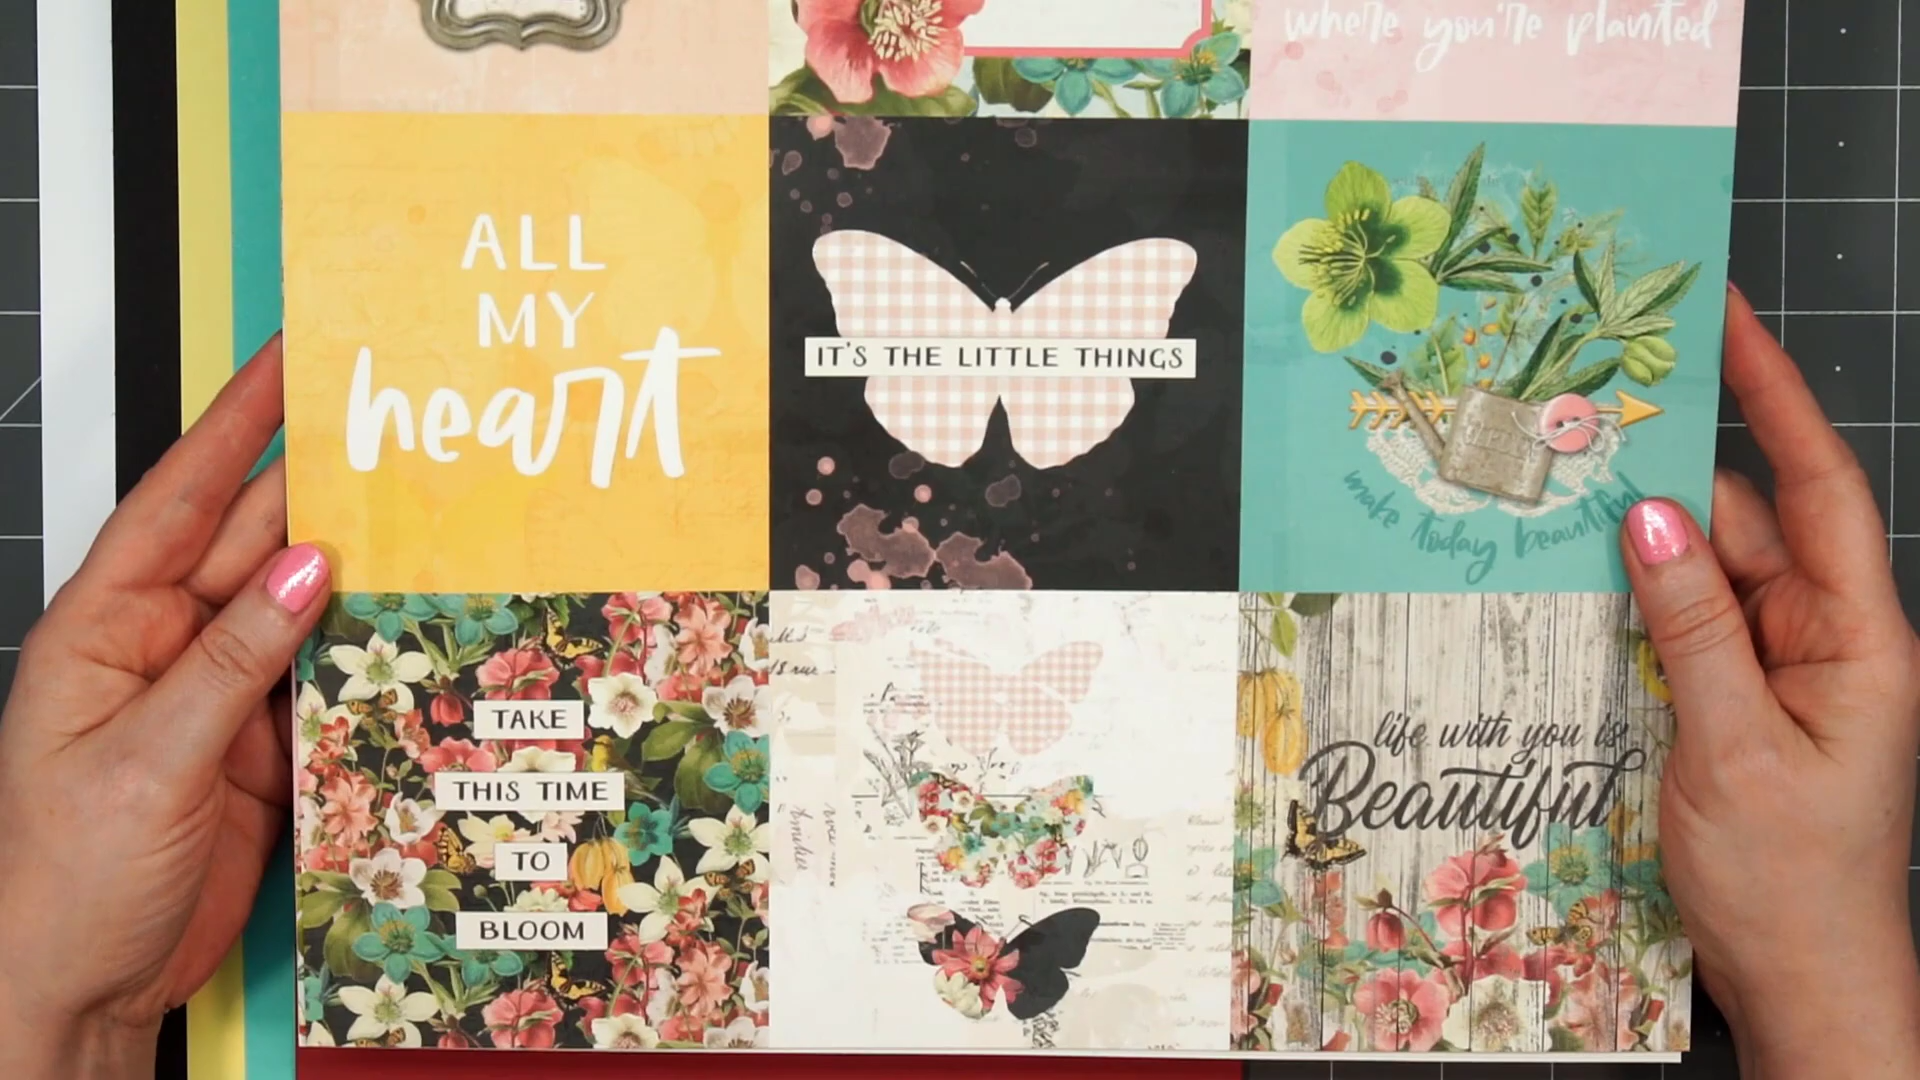 where you're planted
ALL
MY
heart
IT'S THE LITTLE THINGS
make today beautiful
TAKE
THIS TIME
TO
BLOOM
life with you is
Beautiful